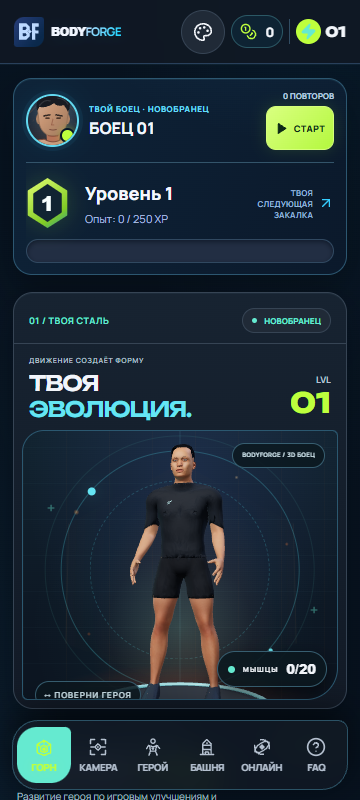 BF BODYFORGE
0
01
0 ПОВТОРОВ
ТВОЙ БОЕЦ · НОВОБРАНЕЦ
БОЕЦ 01
СТАРТ
1
Уровень 1
Опыт: 0 / 250 XP
ТВОЯ
СЛЕДУЮЩАЯ
ЗАКАЛКА
01 / ТВОЯ СТАЛЬ
НОВОБРАНЕЦ
ДВИЖЕНИЕ СОЗДАЁТ ФОРМУ
ТВОЯ
ЭВОЛЮЦИЯ.
LVL
01
BODYFORGE / 3D БОЕЦ
МЫШЦЫ 0/20
↔ ПОВЕРНИ ГЕРОЯ
ГОРН
КАМЕРА
ГЕРОЙ
БАШНЯ
ОНЛАЙН
FAQ
Развитие героя по игровым улучшениям и